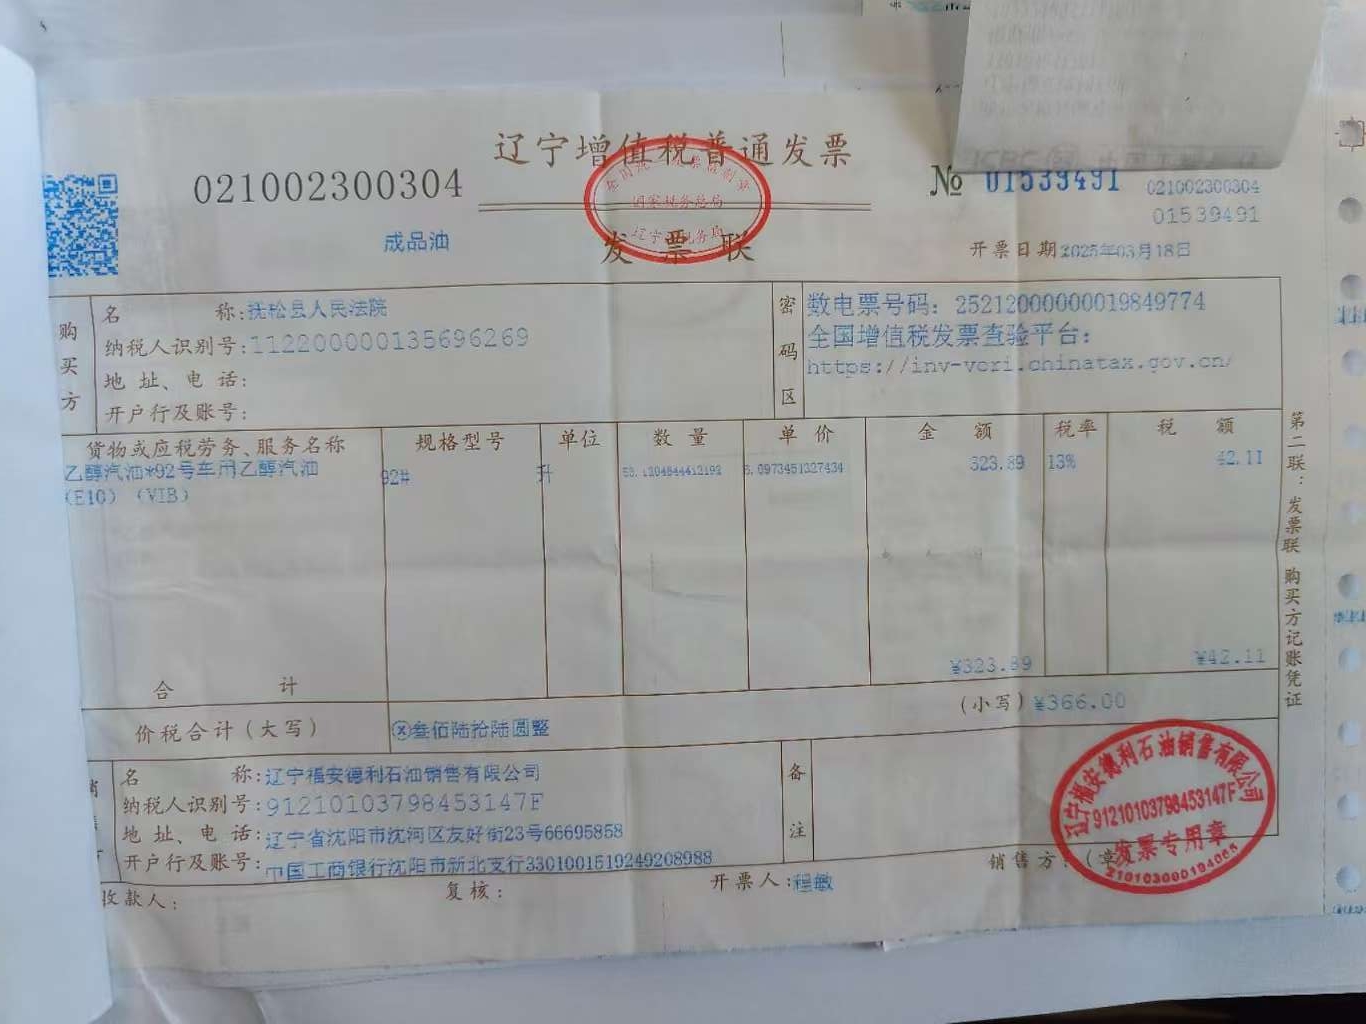 辽宁增值税普通发票
021002300304
№ 01539491
021002300304
01539491
国家税务总局
成品油
发票联
开票日期 2025年03月18日
购买方
名称:抚松县人民法院
纳税人识别号:112200000135696269
地址、电话:
开户行及账号:
密码区
数电票号码: 25212000000019849774
全国增值税发票查验平台:
https://inv-veri.chinatax.gov.cn/
货物或应税劳务、服务名称 规格型号 单位 数量 单价 金额 税率 税额
乙醇汽油*92号车用乙醇汽油 92# 升 323.89 13% 42.11
(E10) (VIB)
合计 ¥323.89 ¥42.11
价税合计(大写) ⊗叁佰陆拾陆圆整 (小写)¥366.00
名称:辽宁福安德利石油销售有限公司
纳税人识别号:91210103798453147F
地址、电话:辽宁省沈阳市沈河区友好街23号66695858
开户行及账号:中国工商银行沈阳市新北支行3301001519249208988
备注
收款人:
复核:
开票人:程敏
销售方:(章)
辽宁福安德利石油销售有限公司
91210103798453147F
发票专用章
第二联:发票联 购买方记账凭证